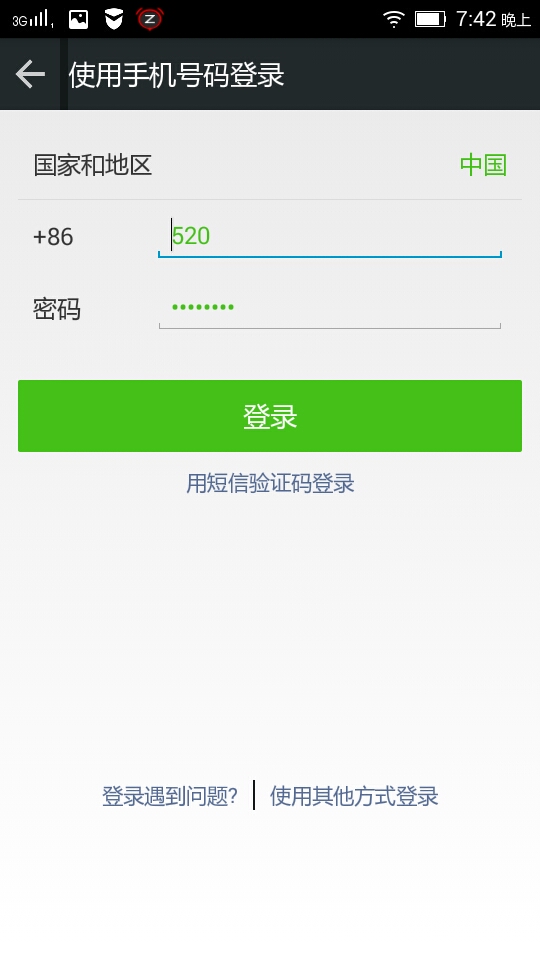 3G 7:42 晚上
使用手机号码登录
国家和地区 中国
+86 520
密码 ••••••••
登录
用短信验证码登录
登录遇到问题? 使用其他方式登录